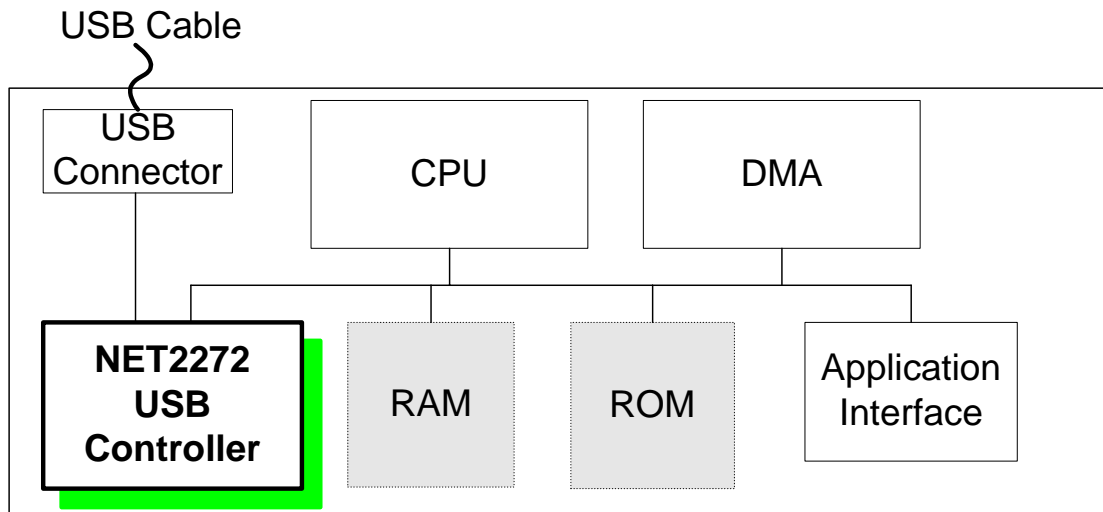 USB Cable
USB
Connector
CPU
DMA
NET2272
USB
Controller
RAM
ROM
Application
Interface